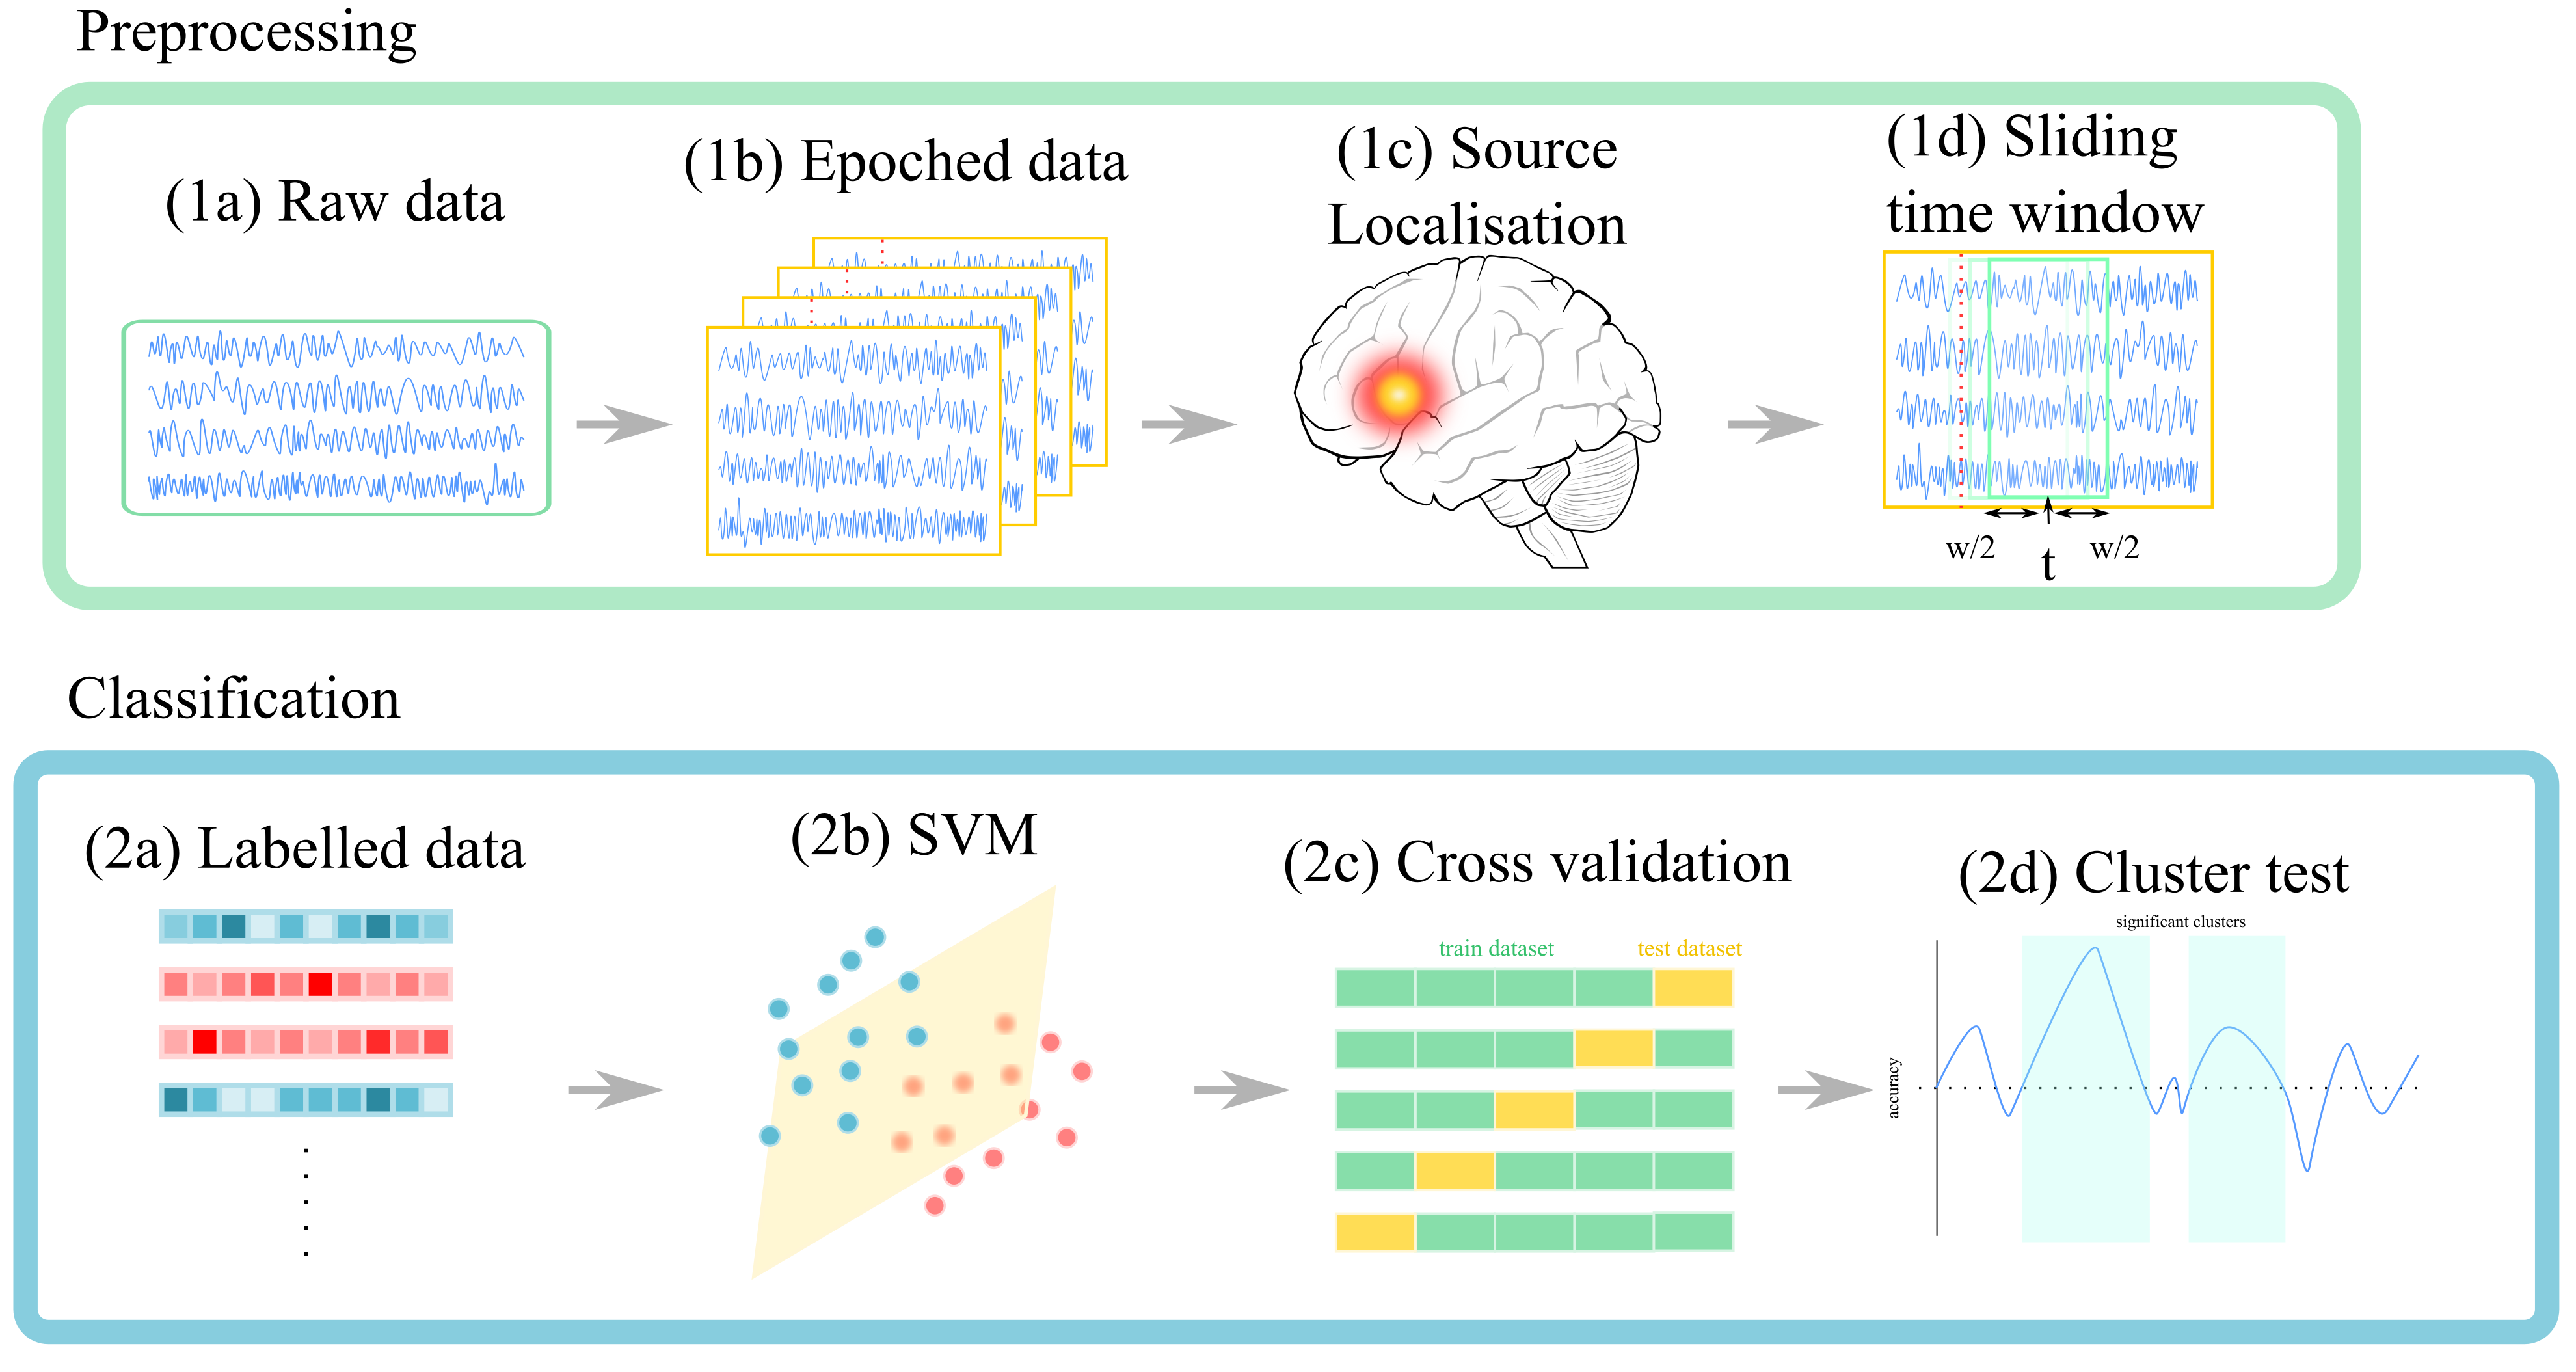 Preprocessing
(1a) Raw data
(1b) Epoched data
(1c) Source
Localisation
(1d) Sliding
time window
w/2
t
w/2
Classification
(2a) Labelled data
(2b) SVM
(2c) Cross validation
train dataset
test dataset
(2d) Cluster test
significant clusters
accuracy